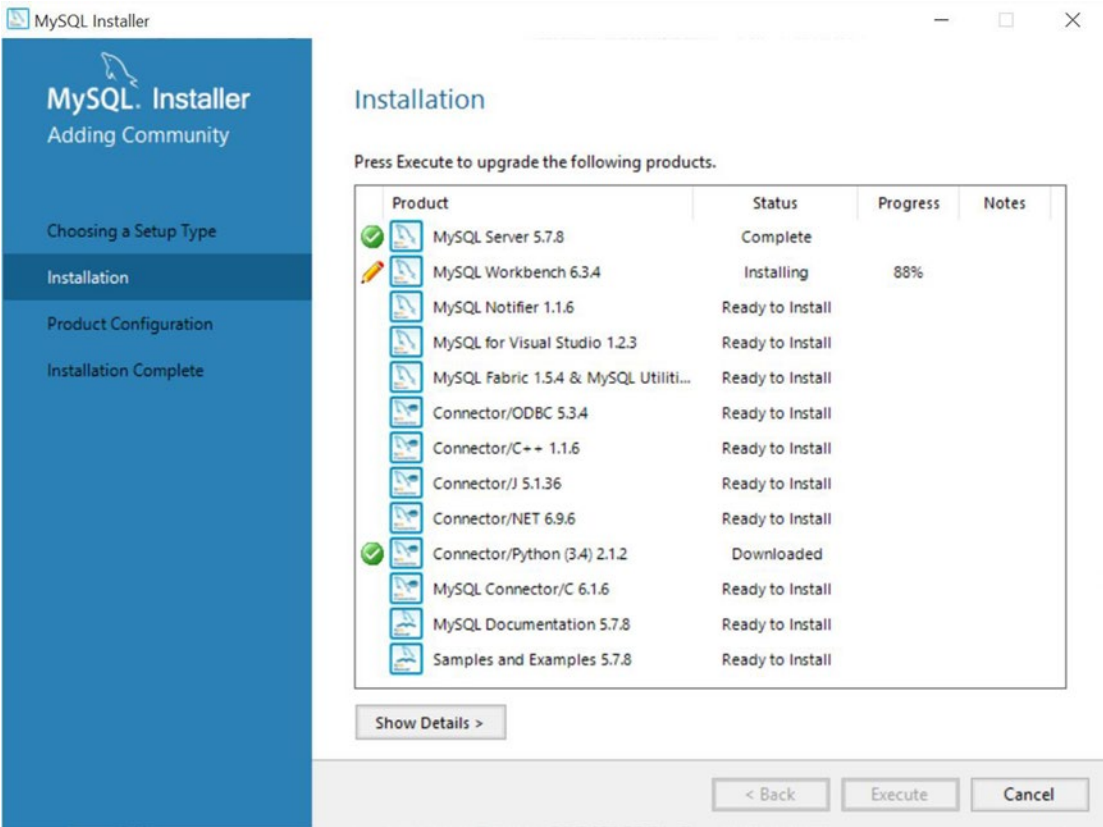 MySQL Installer
MySQL. Installer
Adding Community
Choosing a Setup Type
Installation
Product Configuration
Installation Complete
Installation
Press Execute to upgrade the following products.
Product Status Progress Notes
MySQL Server 5.7.8 Complete
MySQL Workbench 6.3.4 Installing 88%
MySQL Notifier 1.1.6 Ready to Install
MySQL for Visual Studio 1.2.3 Ready to Install
MySQL Fabric 1.5.4 & MySQL Utiliti... Ready to Install
Connector/ODBC 5.3.4 Ready to Install
Connector/C++ 1.1.6 Ready to Install
Connector/J 5.1.36 Ready to Install
Connector/NET 6.9.6 Ready to Install
Connector/Python (3.4) 2.1.2 Downloaded
MySQL Connector/C 6.1.6 Ready to Install
MySQL Documentation 5.7.8 Ready to Install
Samples and Examples 5.7.8 Ready to Install
Show Details >
< Back Execute Cancel